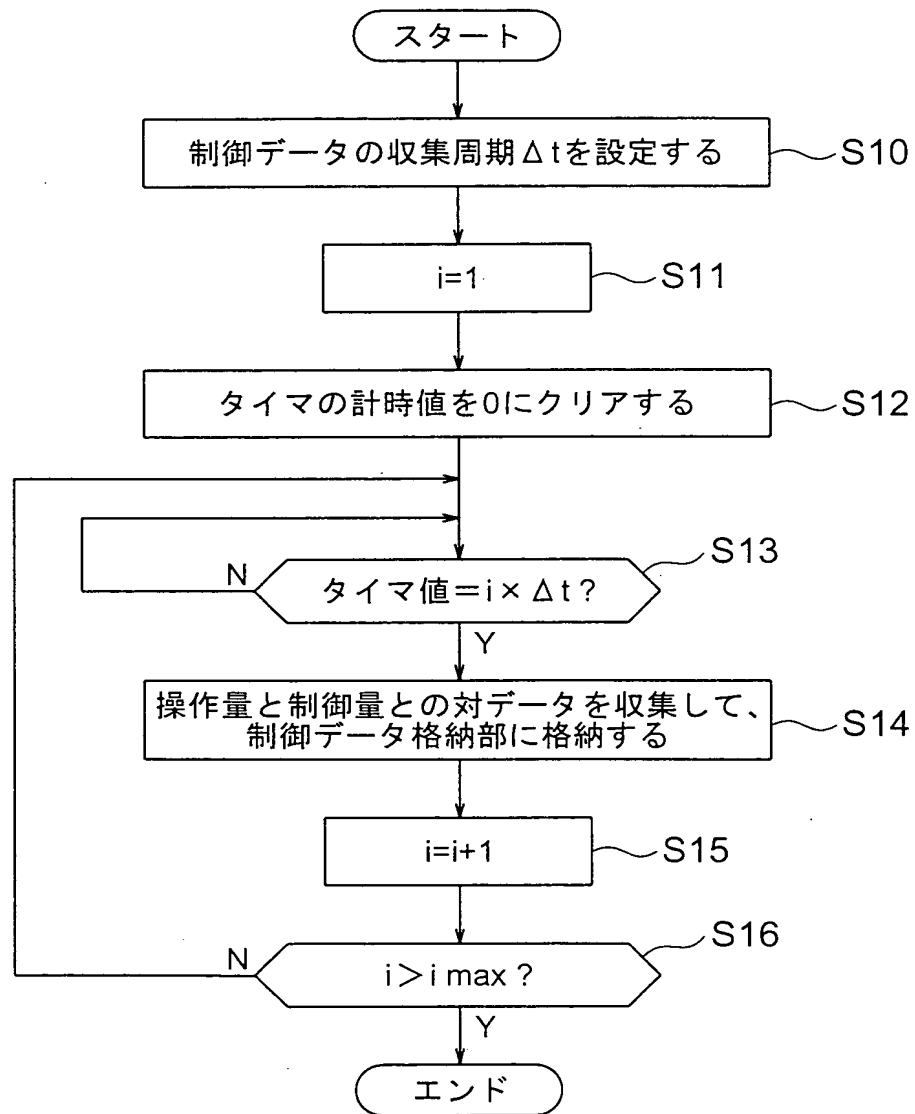 スタート
制御データの収集周期Δtを設定する
S10
i=1
S11
タイマの計時値を0にクリアする
S12
S13
N
タイマ値=i×Δt?
Y
操作量と制御量との対データを収集して、
制御データ格納部に格納する
S14
i=i+1
S15
S16
N
i>i max?
Y
エンド